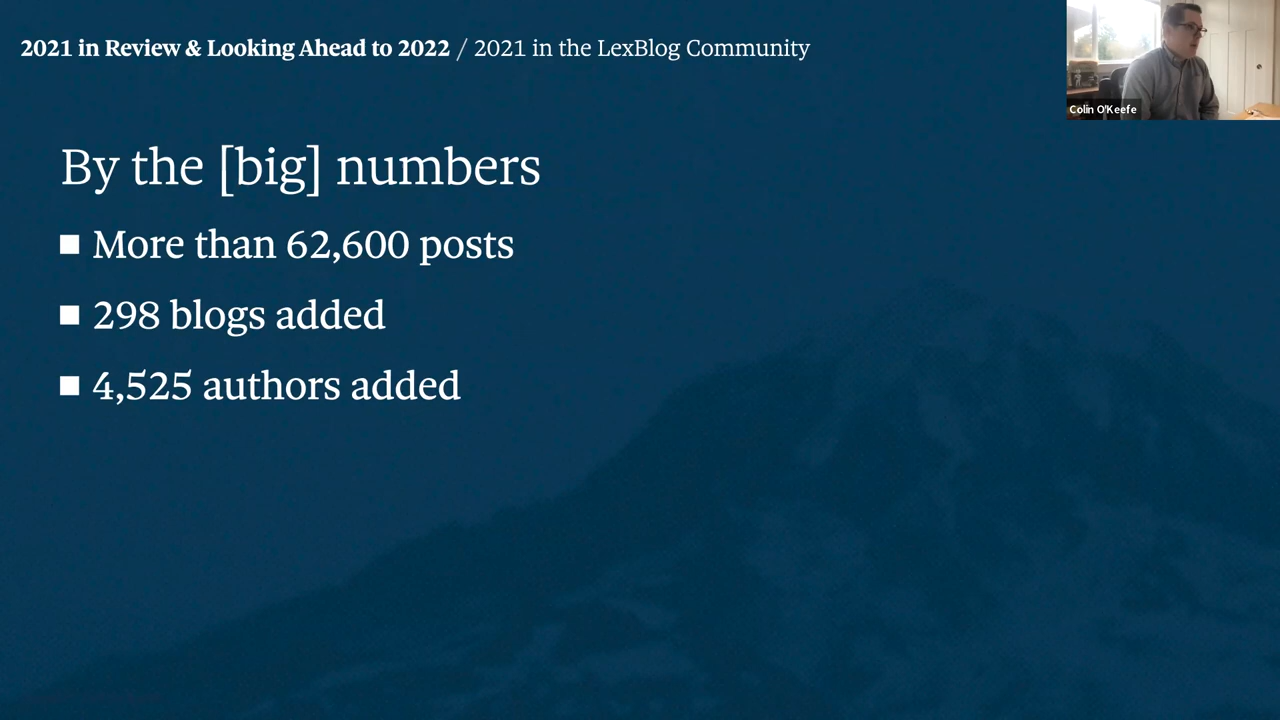 2021 in Review & Looking Ahead to 2022 / 2021 in the LexBlog Community
Colin O'Keefe
By the [big] numbers
■ More than 62,600 posts
■ 298 blogs added
■ 4,525 authors added